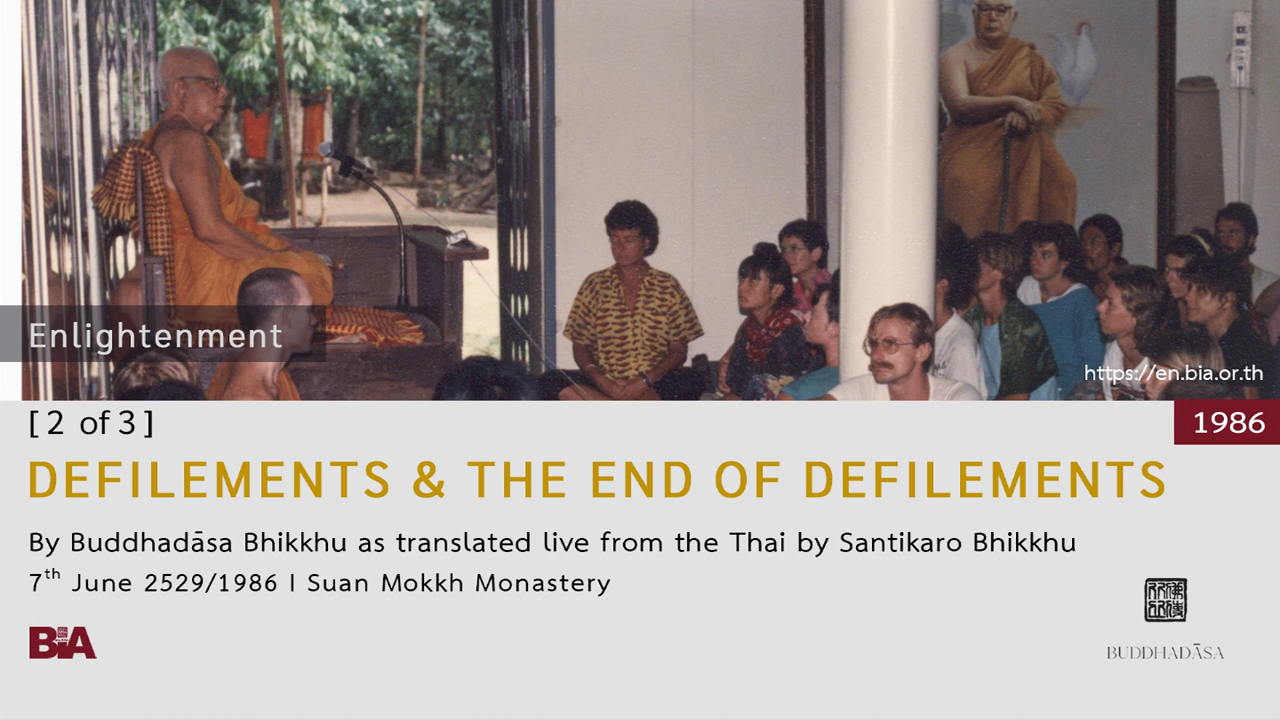 Enlightenment
https://en.bia.or.th
[ 2 of 3 ]
1986
DEFILEMENTS & THE END OF DEFILEMENTS
By Buddhadāsa Bhikkhu as translated live from the Thai by Santikaro Bhikkhu
7th June 2529/1986 I Suan Mokkh Monastery
BIA
BUDDHADĀSA